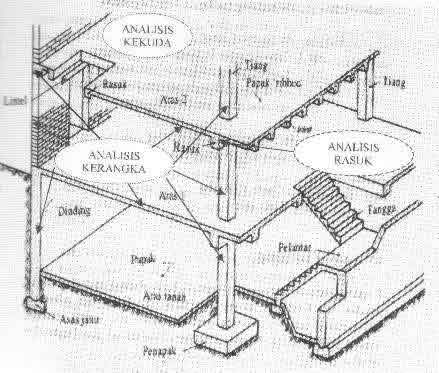 ANALISIS
KEKUDA
Tiang
Papak ribbed
Tiang
Rasuk
Aras 2
Lintel
Rasuk
ANALISIS
RASUK
ANALISIS
KERANGKA
Aras 1
Dinding
Tangga
Pelantar
Papak
Aras tanah
Asas jalur
Penapak